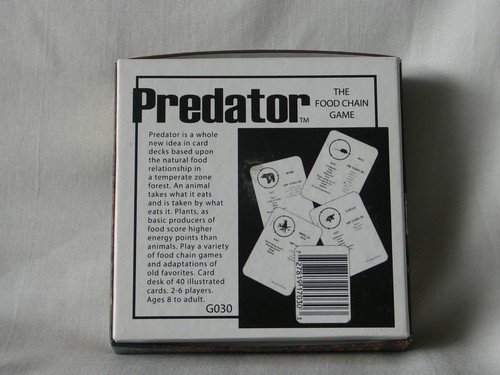 Predator TM
THE
FOOD CHAIN
GAME
Predator is a whole
new idea in card
decks based upon
the natural food
relationship in
a temperate zone
forest. An animal
takes what it eats
and is taken by what
eats it. Plants, as
basic producers of
food score higher
energy points than
animals. Play a variety
of food chain games
and adaptations of
old favorites. Card
desk of 40 illustrated
cards. 2-6 players.
Ages 8 to adult.
G030